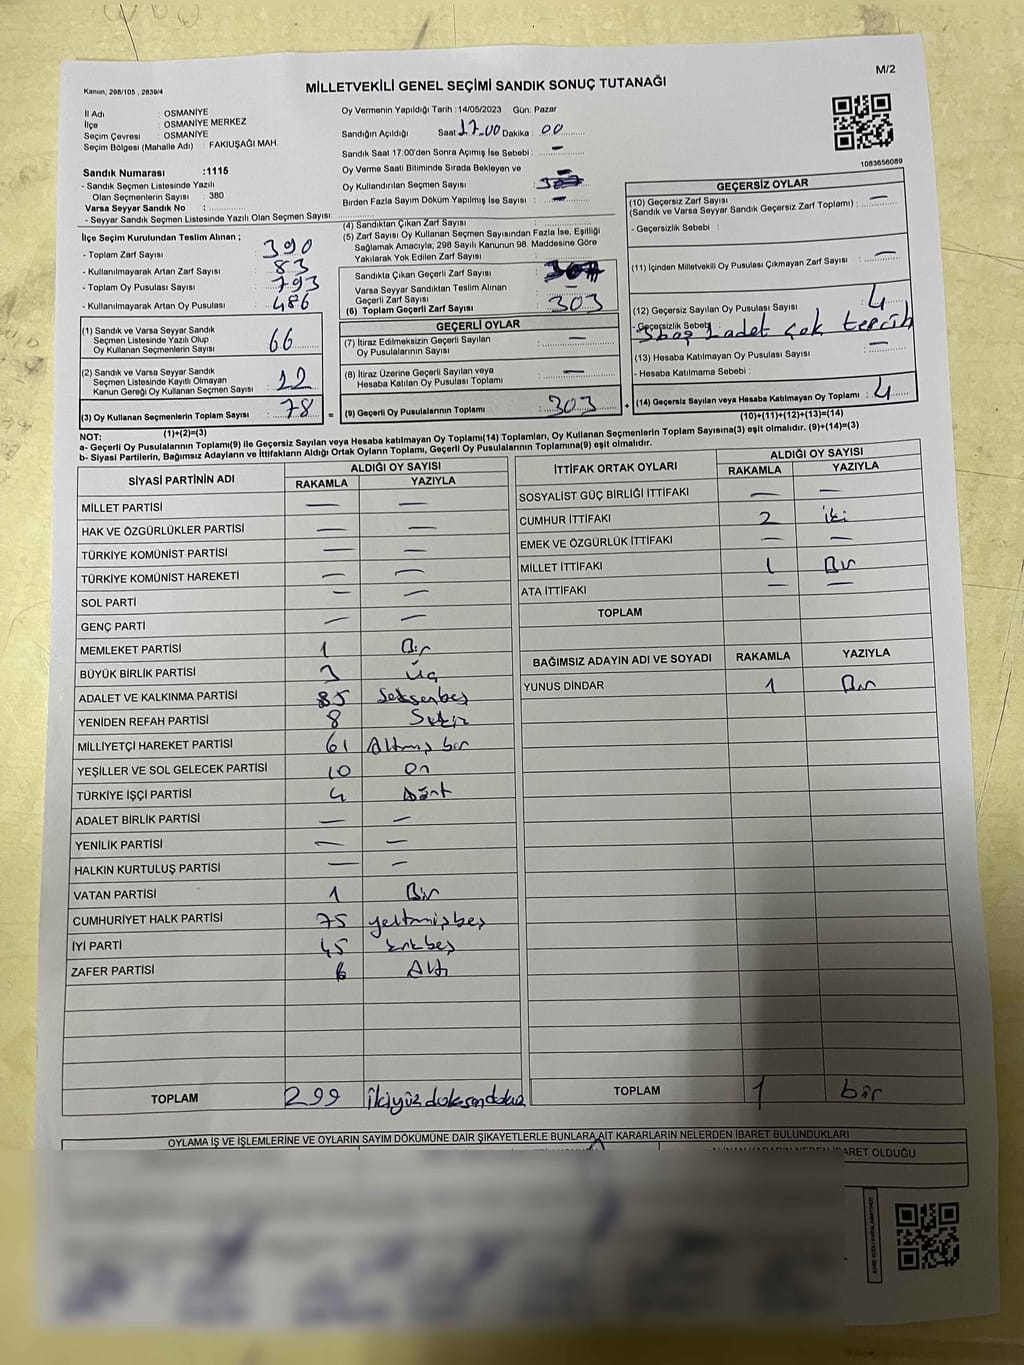 Kanun, 298/105 , 2839/4
MİLLETVEKİLİ GENEL SEÇİMİ SANDIK SONUÇ TUTANAĞI
M/2
İl Adı : OSMANİYE
İlçe : OSMANİYE MERKEZ
Seçim Çevresi : OSMANİYE
Seçim Bölgesi (Mahalle Adı) : FAKIUŞAĞI MAH.
Oy Vermenin Yapıldığı Tarih : 14/05/2023 Gün: Pazar
Sandığın Açıldığı Saat 17.00 Dakika : 00
Sandık Saat 17:00'den Sonra Açımış İse Sebebi : —
Oy Verme Saati Bitiminde Sırada Bekleyen ve
Oy Kullandırılan Seçmen Sayısı : —
Birden Fazla Sayım Döküm Yapılmış İse Sayısı : —
1083656089
Sandık Numarası :1115
- Sandık Seçmen Listesinde Yazılı
Olan Seçmenlerin Sayısı : 380
Varsa Seyyar Sandık No :
- Seyyar Sandık Seçmen Listesinde Yazılı Olan Seçmen Sayısı:
İlçe Seçim Kurulundan Teslim Alınan ;
- Toplam Zarf Sayısı : 390
- Kullanılmayarak Artan Zarf Sayısı : 83
- Toplam Oy Pusulası Sayısı : 793
- Kullanılmayarak Artan Oy Pusulası : 486
(1) Sandık ve Varsa Seyyar Sandık
Seçmen Listesinde Yazılı Olup
Oy Kullanan Seçmenlerin Sayısı : 66
(2) Sandık ve Varsa Seyyar Sandık
Seçmen Listesinde Kayıtlı Olmayan
Kanun Gereği Oy Kullanan Seçmen Sayısı : 12
(3) Oy Kullanan Seçmenlerin Toplam Sayısı : 78 =
(1)+(2)=(3)
(4) Sandıktan Çıkan Zarf Sayısı :
(5) Zarf Sayısı Oy Kullanan Seçmen Sayısından Fazla İse, Eşitliği
Sağlamak Amacıyla; 298 Sayılı Kanunun 98. Maddesine Göre
Yakılarak Yok Edilen Zarf Sayısı :
Sandıkta Çıkan Geçerli Zarf Sayısı :
Varsa Seyyar Sandıktan Teslim Alınan
Geçerli Zarf Sayısı : —
(6) Toplam Geçerli Zarf Sayısı : 303
GEÇERLİ OYLAR
(7) İtiraz Edilmeksizin Geçerli Sayılan
Oy Pusulalarının Sayısı : —
(8) İtiraz Üzerine Geçerli Sayılan veya
Hesaba Katılan Oy Pusulası Toplamı : —
(9) Geçerli Oy Pusulalarının Toplamı : 303 +
GEÇERSİZ OYLAR
(10) Geçersiz Zarf Sayısı : —
(Sandık ve Varsa Seyyar Sandık Geçersiz Zarf Toplamı)
- Geçersizlik Sebebi :
(11) İçinden Milletvekili Oy Pusulası Çıkmayan Zarf Sayısı : —
(12) Geçersiz Sayılan Oy Pusulası Sayısı : 4
- Geçersizlik Sebebi : 3 boş 1 adet çok tercih
(13) Hesaba Katılmayan Oy Pusulası Sayısı : —
- Hesaba Katılmama Sebebi :
(14) Geçersiz Sayılan veya Hesaba Katılmayan Oy Toplamı : 4
(10)+(11)+(12)+(13)=(14)
NOT:
a- Geçerli Oy Pusulalarının Toplamı(9) ile Geçersiz Sayılan veya Hesaba katılmayan Oy Toplamı(14) Toplamları, Oy Kullanan Seçmenlerin Toplam Sayısına(3) eşit olmalıdır. (9)+(14)=(3)
b- Siyasi Partilerin, Bağımsız Adayların ve İttifakların Aldığı Ortak Oyların Toplamı, Geçerli Oy Pusulalarının Toplamına(9) eşit olmalıdır.
SİYASİ PARTİNİN ADI ALDIĞI OY SAYISI
RAKAMLA YAZIYLA
MİLLET PARTİSİ — —
HAK VE ÖZGÜRLÜKLER PARTİSİ — —
TÜRKİYE KOMÜNİST PARTİSİ — —
TÜRKİYE KOMÜNİST HAREKETİ — —
SOL PARTİ — —
GENÇ PARTİ — —
MEMLEKET PARTİSİ 1 Bir
BÜYÜK BİRLİK PARTİSİ 3 Üç
ADALET VE KALKINMA PARTİSİ 85 Seksenbeş
YENİDEN REFAH PARTİSİ 8 Sekiz
MİLLİYETÇİ HAREKET PARTİSİ 61 Altmış bir
YEŞİLLER VE SOL GELECEK PARTİSİ 10 On
TÜRKİYE İŞÇİ PARTİSİ 4 Dört
ADALET BİRLİK PARTİSİ — —
YENİLİK PARTİSİ — —
HALKIN KURTULUŞ PARTİSİ — —
VATAN PARTİSİ 1 Bir
CUMHURİYET HALK PARTİSİ 75 yetmişbeş
İYİ PARTİ 45 kırkbeş
ZAFER PARTİSİ 6 Altı
TOPLAM 299 İkiyüzdoksandokuz
İTTİFAK ORTAK OYLARI ALDIĞI OY SAYISI
RAKAMLA YAZIYLA
SOSYALİST GÜÇ BİRLİĞİ İTTİFAKI — —
CUMHUR İTTİFAKI 2 iki
EMEK VE ÖZGÜRLÜK İTTİFAKI — —
MİLLET İTTİFAKI 1 Bir
ATA İTTİFAKI — —
TOPLAM
BAĞIMSIZ ADAYIN ADI VE SOYADI RAKAMLA YAZIYLA
YUNUS DİNDAR 1 Bir
TOPLAM 1 bir
OYLAMA İŞ VE İŞLEMLERİNE VE OYLARIN SAYIM DÖKÜMÜNE DAİR ŞİKAYETLERLE BUNLARA AİT KARARLARIN NELERDEN İBARET BULUNDUKLARI
ALINAN KARARIN NEDEN İBARET OLDUĞU